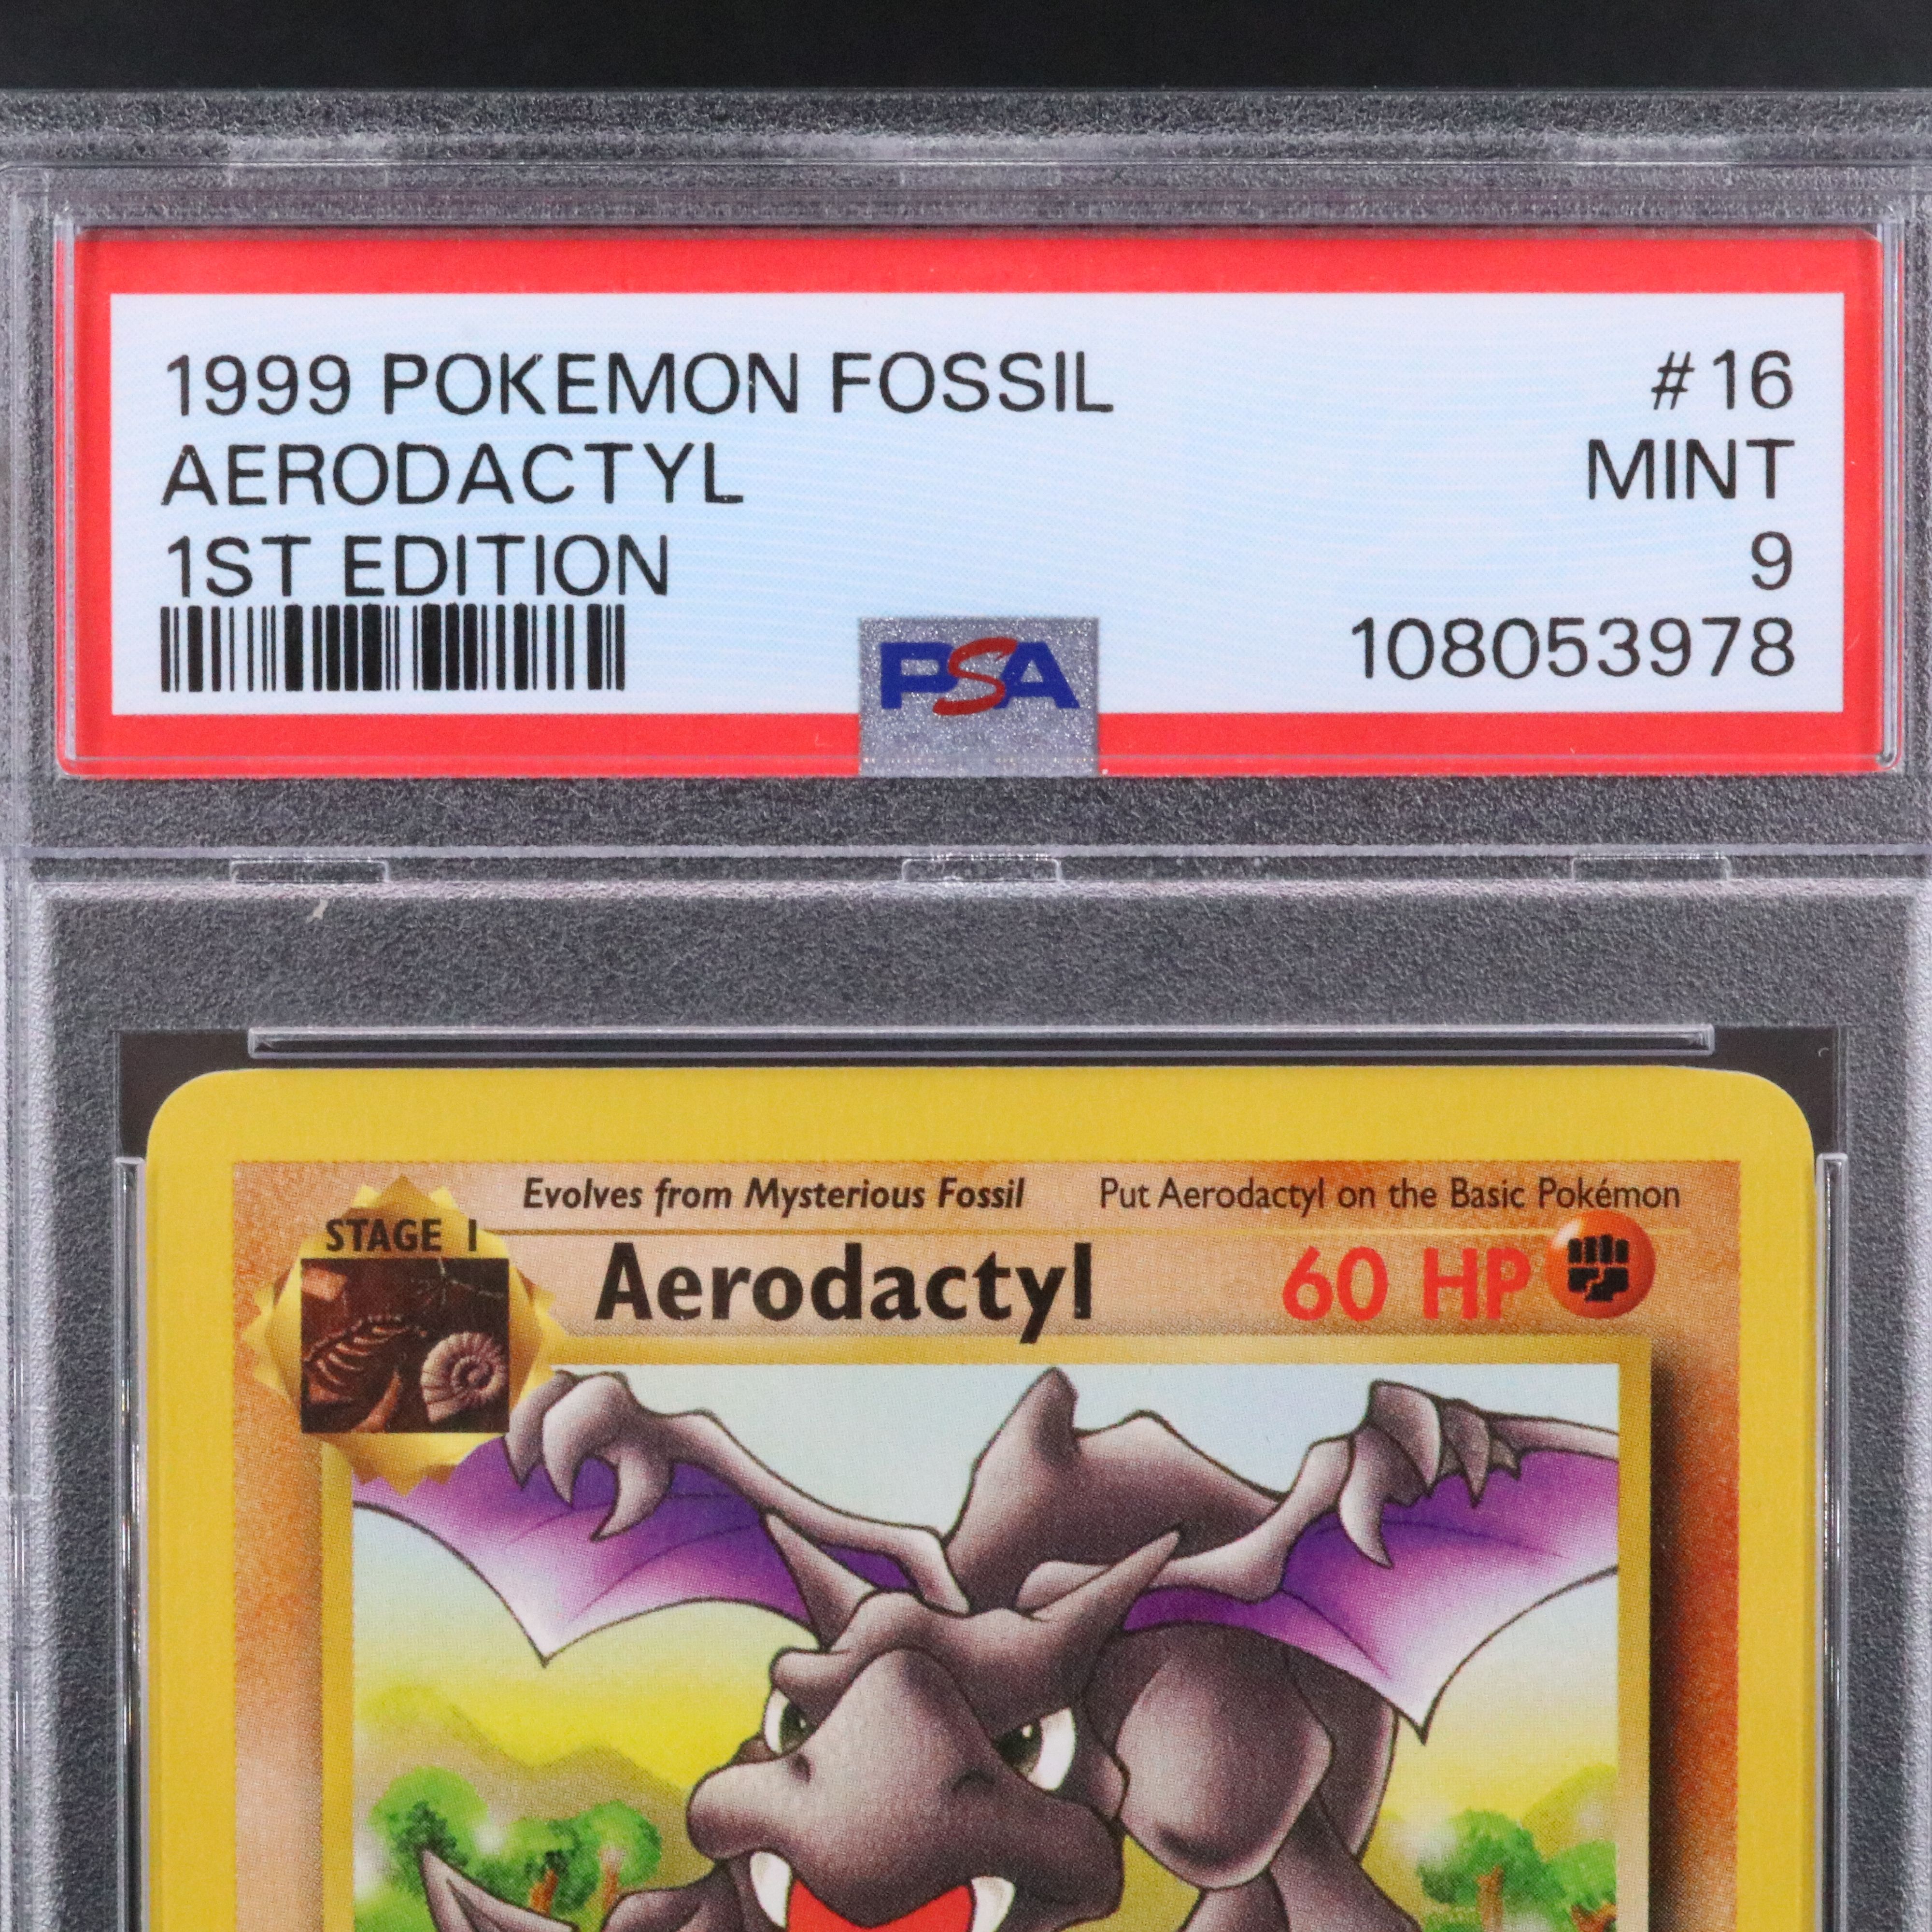 1999 POKEMON FOSSIL #16
AERODACTYL MINT
1ST EDITION 9
PSA 108053978
Evolves from Mysterious Fossil Put Aerodactyl on the Basic Pokémon
STAGE 1
Aerodactyl 60 HP